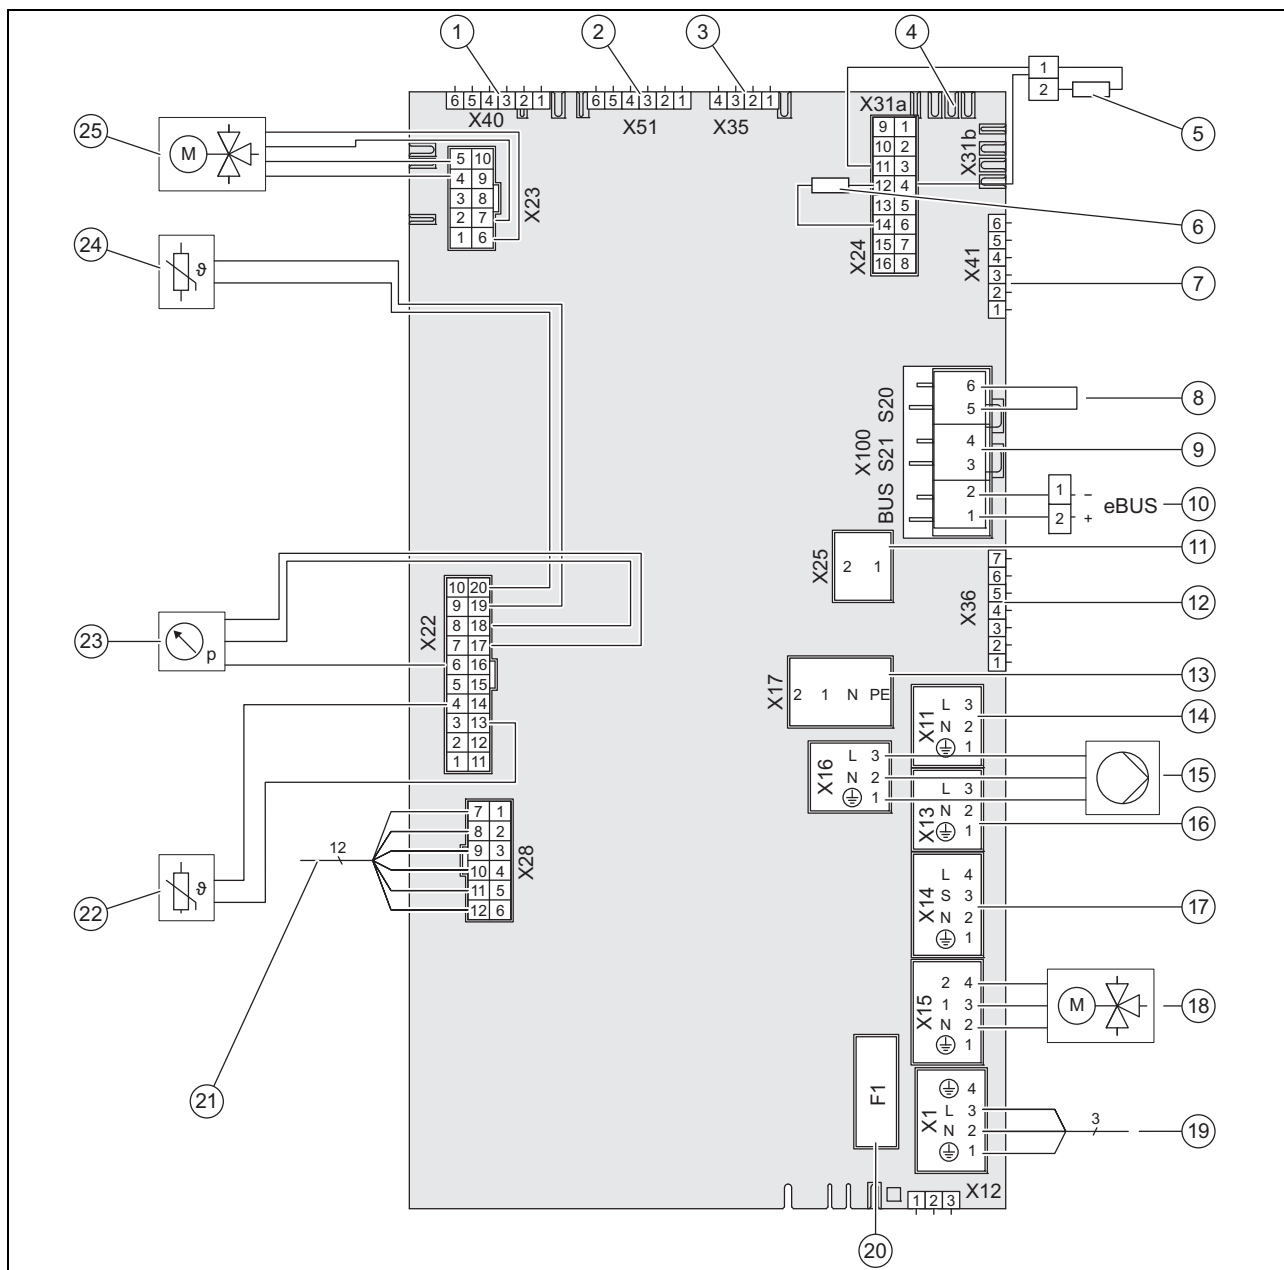 1 2 3 4
6 5 4 3 2 1
X40
6 5 4 3 2 1
X51
4 3 2 1
X35
X31a
X31b
1
2
5
25
M
5 10
4 9
3 8
2 7
1 6
X23
9 1
10 2
11 3
12 4
13 5
14 6
15 7
16 8
X24
6
24
ϑ
6
5
4
3
2
1
X41
7
X100
S20
6
5
8
S21
4
3
9
BUS
2
1
1 -
2 +
eBUS
10
X25
2 1
11
7
6
5
4
3
2
1
X36
12
23
p
X22
10 20
9 19
8 18
7 17
6 16
5 15
4 14
3 13
2 12
1 11
X17
2 1 N PE
13
X11
L 3
N 2
1
14
X16
L 3
N 2
1
15
X13
L 3
N 2
1
16
22
ϑ
12
7 1
8 2
9 3
10 4
11 5
12 6
X28
X14
L 4
S 3
N 2
1
17
X15
2 4
1 3
N 2
1
M
18
21
F1
X1
4
L 3
N 2
1
3
19
1 2 3
X12
20